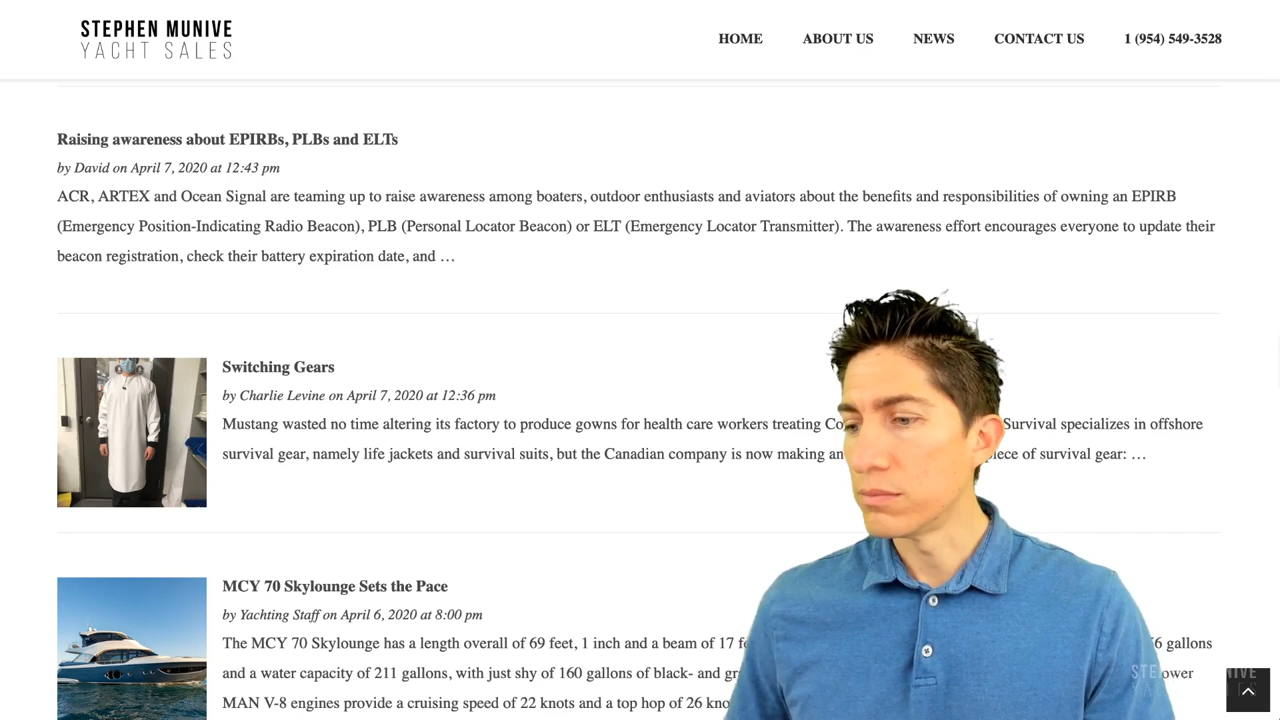 STEPHEN MUNIVE
YACHT SALES
HOME ABOUT US NEWS CONTACT US 1 (954) 549-3528
Raising awareness about EPIRBs, PLBs and ELTs
by David on April 7, 2020 at 12:43 pm
ACR, ARTEX and Ocean Signal are teaming up to raise awareness among boaters, outdoor enthusiasts and aviators about the benefits and responsibilities of owning an EPIRB
(Emergency Position-Indicating Radio Beacon), PLB (Personal Locator Beacon) or ELT (Emergency Locator Transmitter). The awareness effort encourages everyone to update their
beacon registration, check their battery expiration date, and …
Switching Gears
by Charlie Levine on April 7, 2020 at 12:36 pm
Mustang wasted no time altering its factory to produce gowns for health care workers treating Survival specializes in offshore
survival gear, namely life jackets and survival suits, but the Canadian company is now making piece of survival gear: …
MCY 70 Skylounge Sets the Pace
by Yachting Staff on April 6, 2020 at 8:00 pm
The MCY 70 Skylounge has a length overall of 69 feet, 1 inch and a beam of 17 gallons
and a water capacity of 211 gallons, with just shy of 160 gallons of black- and
MAN V-8 engines provide a cruising speed of 22 knots and a top hop of 26